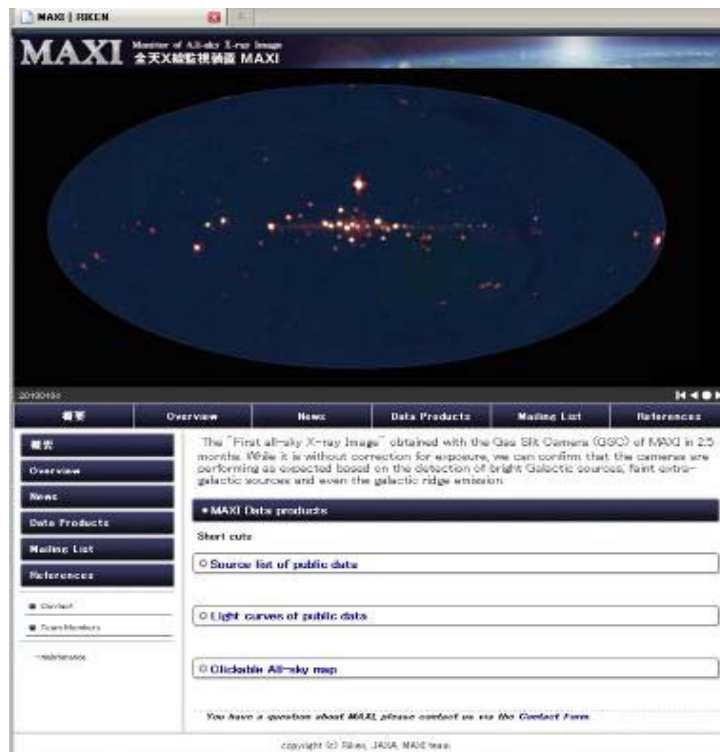 MAXI | RIKEN
MAXI Monitor of All-sky X-ray Image
全天X線監視装置 MAXI
概要 Overview News Data Products Mailing List References
概要
Overview
News
Data Products
Mailing List
References
Contact
Team Members
maintenance
The "First all-sky X-ray Image" obtained with the Gas Slit Camera (GSC) of MAXI in 2.5
months. While it is without correction for exposure, we can confirm that the cameras are
performing as expected based on the detection of bright Galactic sources, faint extra-
galactic sources and even the galactic ridge emission
MAXI Data products
Short cuts
Source list of public data
Light curves of public data
Clickable All-sky map
You have a question about MAXI, please contact us via the Contact Form
copyright (c) Riken, JAXA, MAXI team